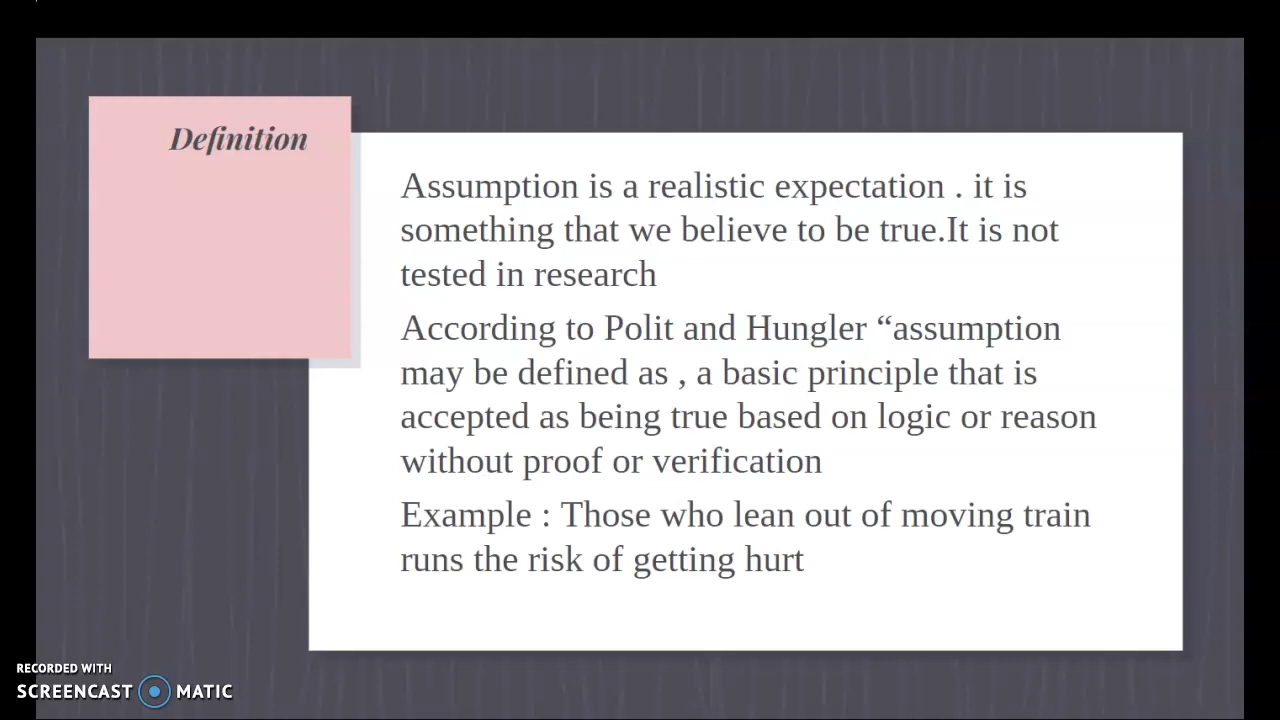 Definition
Assumption is a realistic expectation . it is
something that we believe to be true.It is not
tested in research
According to Polit and Hungler “assumption
may be defined as , a basic principle that is
accepted as being true based on logic or reason
without proof or verification
Example : Those who lean out of moving train
runs the risk of getting hurt
RECORDED WITH
SCREENCAST MATIC